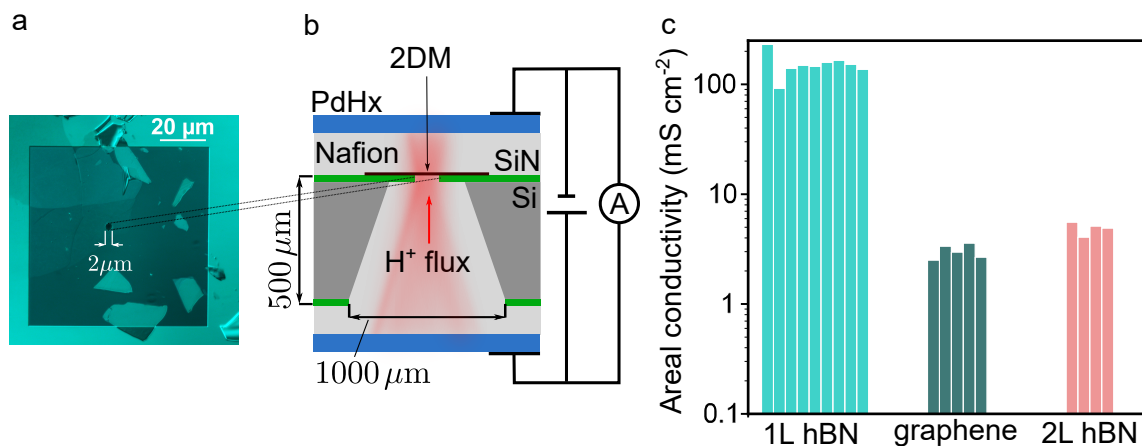 a
20 μm
2μm
b
2DM
PdHx
Nafion
SiN
Si
A
H⁺ flux
500 μm
1000 μm
c
Areal conductivity (mS cm⁻²)
100
10
1
0.1
1L hBN
graphene
2L hBN